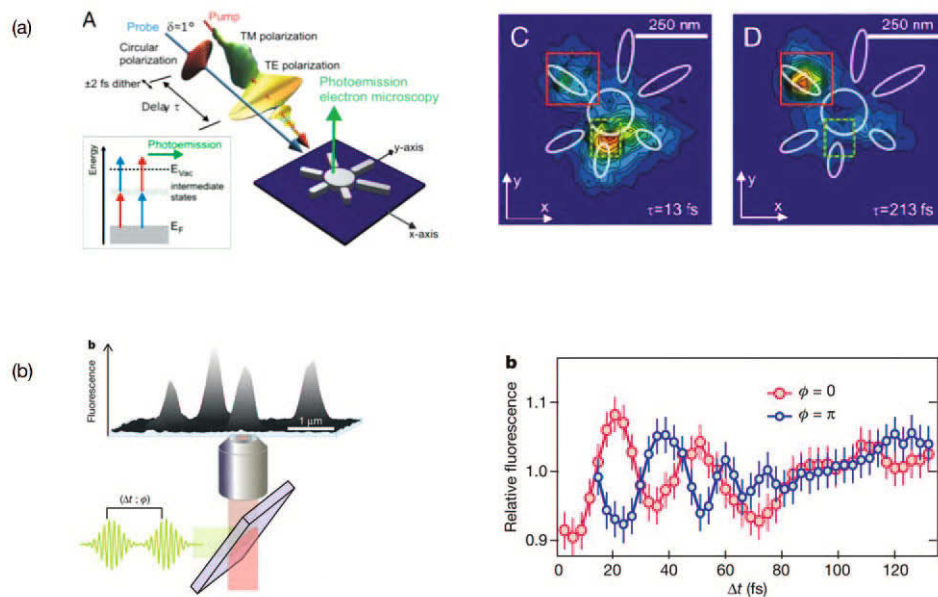 (a)
A
Probe
δ≈1°
Pump
Circular
polarization
TM polarization
TE polarization
±2 fs dither
Delay τ
Photoemission
electron microscopy
Energy
Photoemission
E_Vac
intermediate
states
E_F
y-axis
x-axis
C
250 nm
y
x
τ=13 fs
D
250 nm
y
x
τ=213 fs
(b)
b
Fluorescence
1 μm
(Δt ; φ)
b
Relative fluorescence
1.1
1.0
0.9
ϕ = 0
ϕ = π
0 20 40 60 80 100 120
Δt (fs)